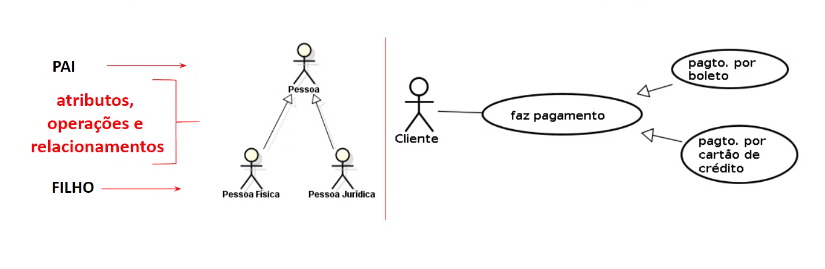 PAI
atributos,
operações e
relacionamentos
FILHO
Pessoa
Pessoa Fisica
Pessoa Jurídica
Cliente
faz pagamento
pagto. por
boleto
pagto. por
cartão de
crédito